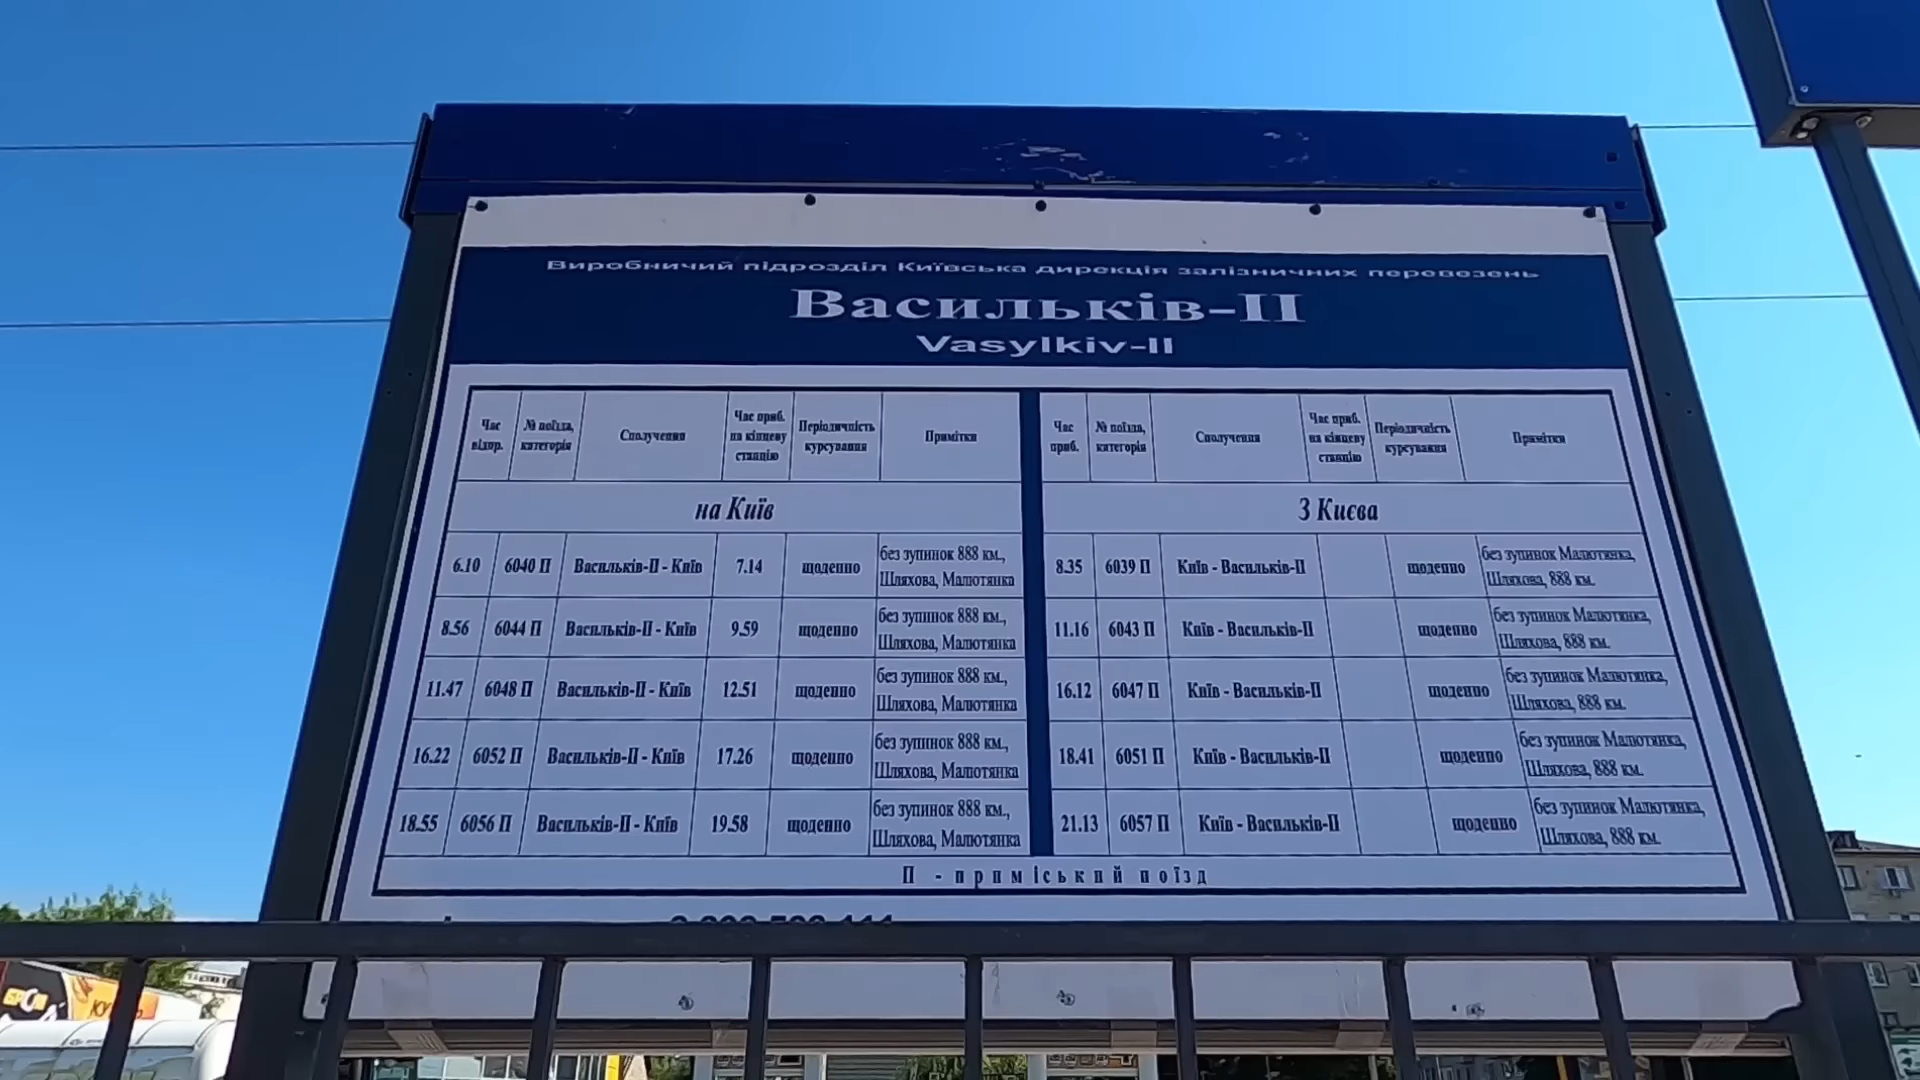 Виробничий підрозділ Київська дирекція залізничних перевезень
Васильків-ІІ
Vasylkiv-II
Час відпр. № поїзда, категорія Сполучення Час приб. на кінцеву станцію Періодичність курсування Примітки
Час приб. № поїзда, категорія Сполучення Час приб. на кінцеву станцію Періодичність курсування Примітки
на Київ
З Києва
6.10 6040 П Васильків-ІІ - Київ 7.14 щоденно без зупинок 888 км., Шляхова, Малютянка
8.35 6039 П Київ - Васильків-ІІ щоденно без зупинок Малютянка, Шляхова, 888 км.
8.56 6044 П Васильків-ІІ - Київ 9.59 щоденно без зупинок 888 км., Шляхова, Малютянка
11.16 6043 П Київ - Васильків-ІІ щоденно без зупинок Малютянка, Шляхова, 888 км.
11.47 6048 П Васильків-ІІ - Київ 12.51 щоденно без зупинок 888 км., Шляхова, Малютянка
16.12 6047 П Київ - Васильків-ІІ щоденно без зупинок Малютянка, Шляхова, 888 км.
16.22 6052 П Васильків-ІІ - Київ 17.26 щоденно без зупинок 888 км., Шляхова, Малютянка
18.41 6051 П Київ - Васильків-ІІ щоденно без зупинок Малютянка, Шляхова, 888 км.
18.55 6056 П Васильків-ІІ - Київ 19.58 щоденно без зупинок 888 км., Шляхова, Малютянка
21.13 6057 П Київ - Васильків-ІІ щоденно без зупинок Малютянка, Шляхова, 888 км.
П - приміський поїзд